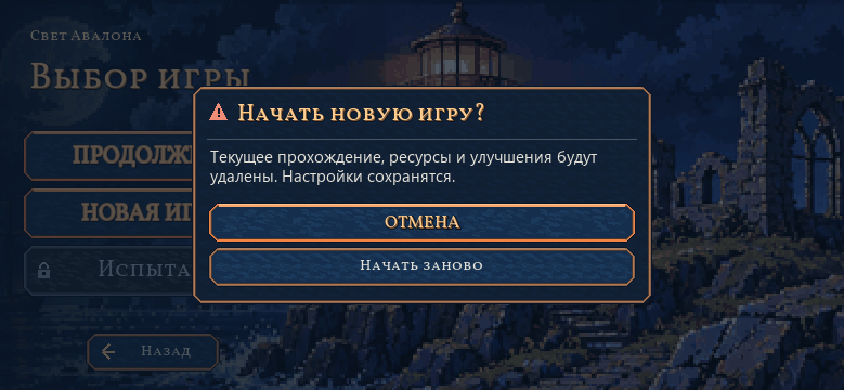 Свет Авалона
Выбор игры
Начать новую игру?
Текущее прохождение, ресурсы и улучшения будут
удалены. Настройки сохранятся.
ОТМЕНА
Начать заново
НОВАЯ
Назад